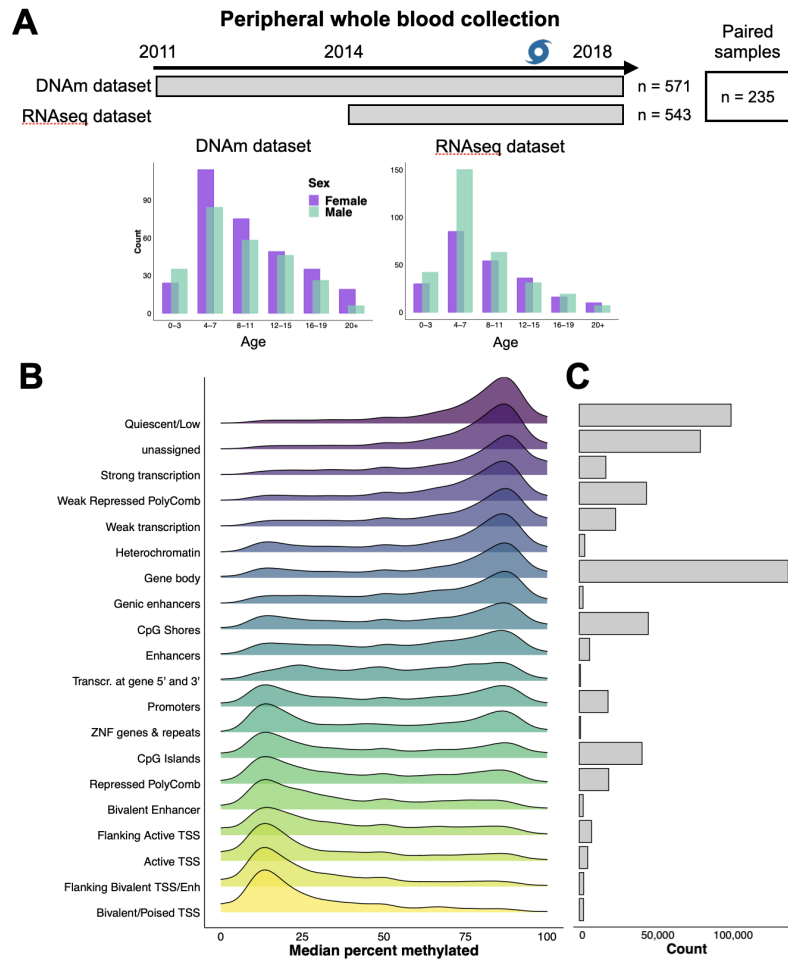 A
Peripheral whole blood collection
2011 2014 2018
Paired
samples
DNAm dataset n = 571
n = 235
RNAseq dataset n = 543
DNAm dataset RNAseq dataset
Sex
Female
Male
Count
90
60
30
0
150
100
50
0
0–3 4–7 8–11 12–15 16–19 20+
0–3 4–7 8–11 12–15 16–19 20+
Age Age
B C
Quiescent/Low
unassigned
Strong transcription
Weak Repressed PolyComb
Weak transcription
Heterochromatin
Gene body
Genic enhancers
CpG Shores
Enhancers
Transcr. at gene 5' and 3'
Promoters
ZNF genes & repeats
CpG Islands
Repressed PolyComb
Bivalent Enhancer
Flanking Active TSS
Active TSS
Flanking Bivalent TSS/Enh
Bivalent/Poised TSS
0 25 50 75 100
Median percent methylated
0 50,000 100,000
Count